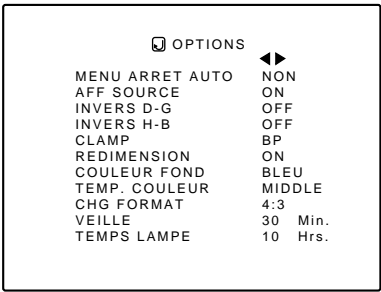 OPTIONS
MENU ARRET AUTO NON
AFF SOURCE ON
INVERS D-G OFF
INVERS H-B OFF
CLAMP BP
REDIMENSION ON
COULEUR FOND BLEU
TEMP. COULEUR MIDDLE
CHG FORMAT 4:3
VEILLE 30 Min.
TEMPS LAMPE 10 Hrs.